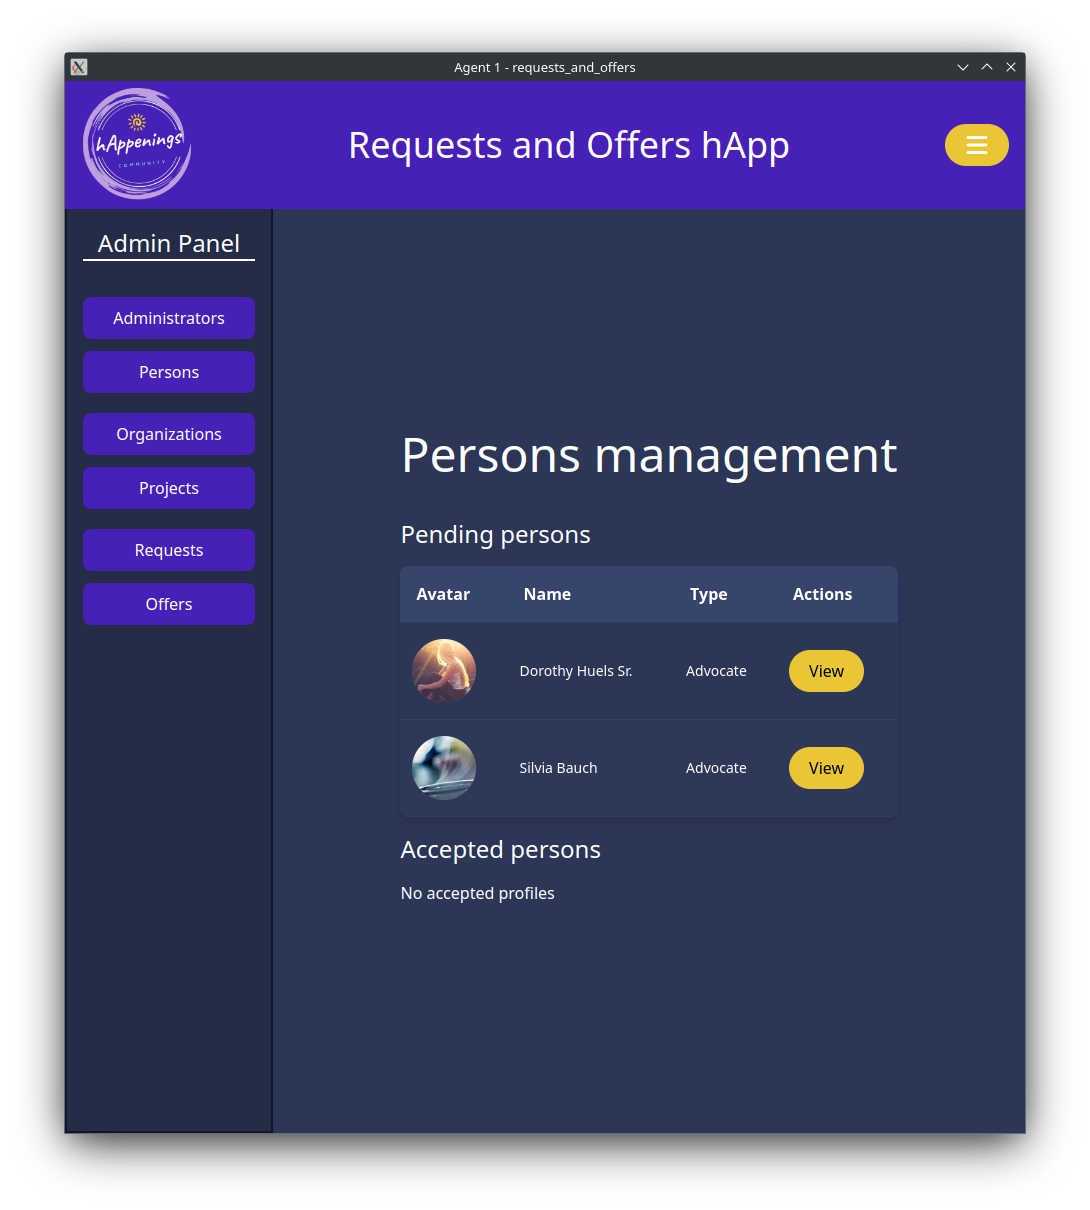 Agent 1 - requests_and_offers
hAppenings
COMMUNITY
Requests and Offers hApp
Admin Panel
Administrators
Persons
Organizations
Projects
Requests
Offers
Persons management
Pending persons
Avatar Name Type Actions
Dorothy Huels Sr. Advocate View
Silvia Bauch Advocate View
Accepted persons
No accepted profiles